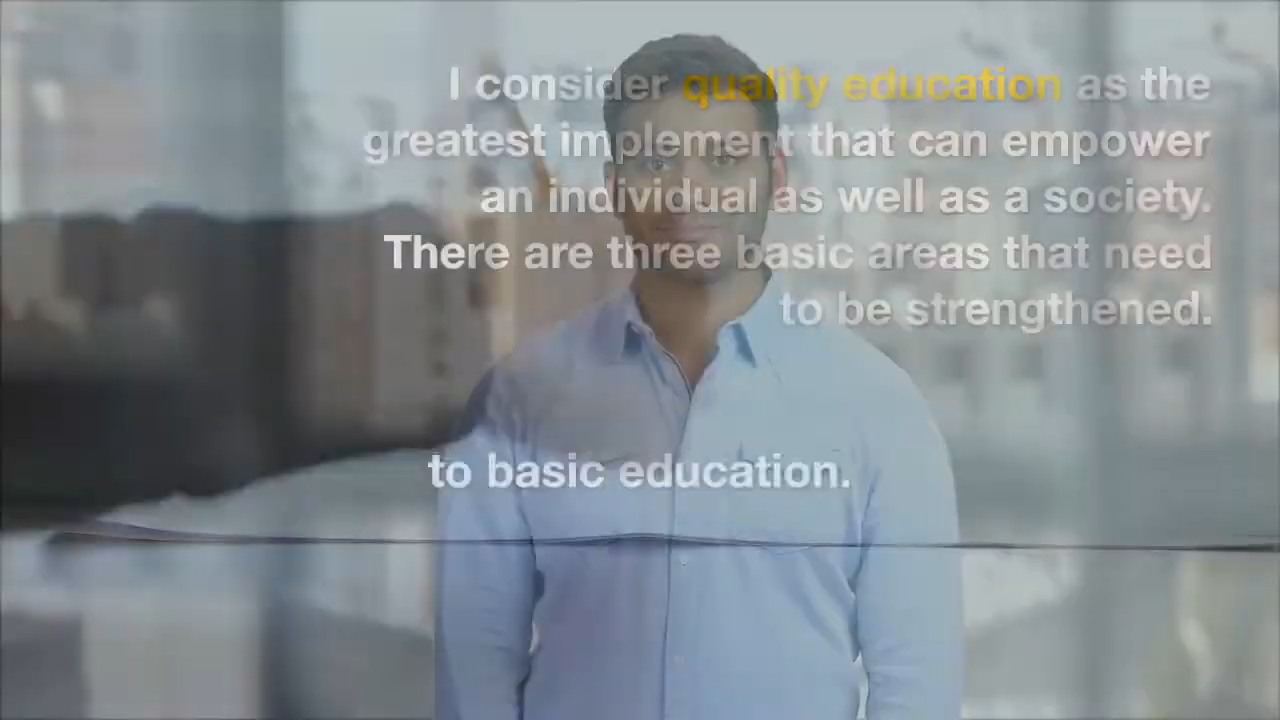 I consider quality education as the
greatest implement that can empower
an individual as well as a society.
There are three basic areas that need
to be strengthened.
to basic education.